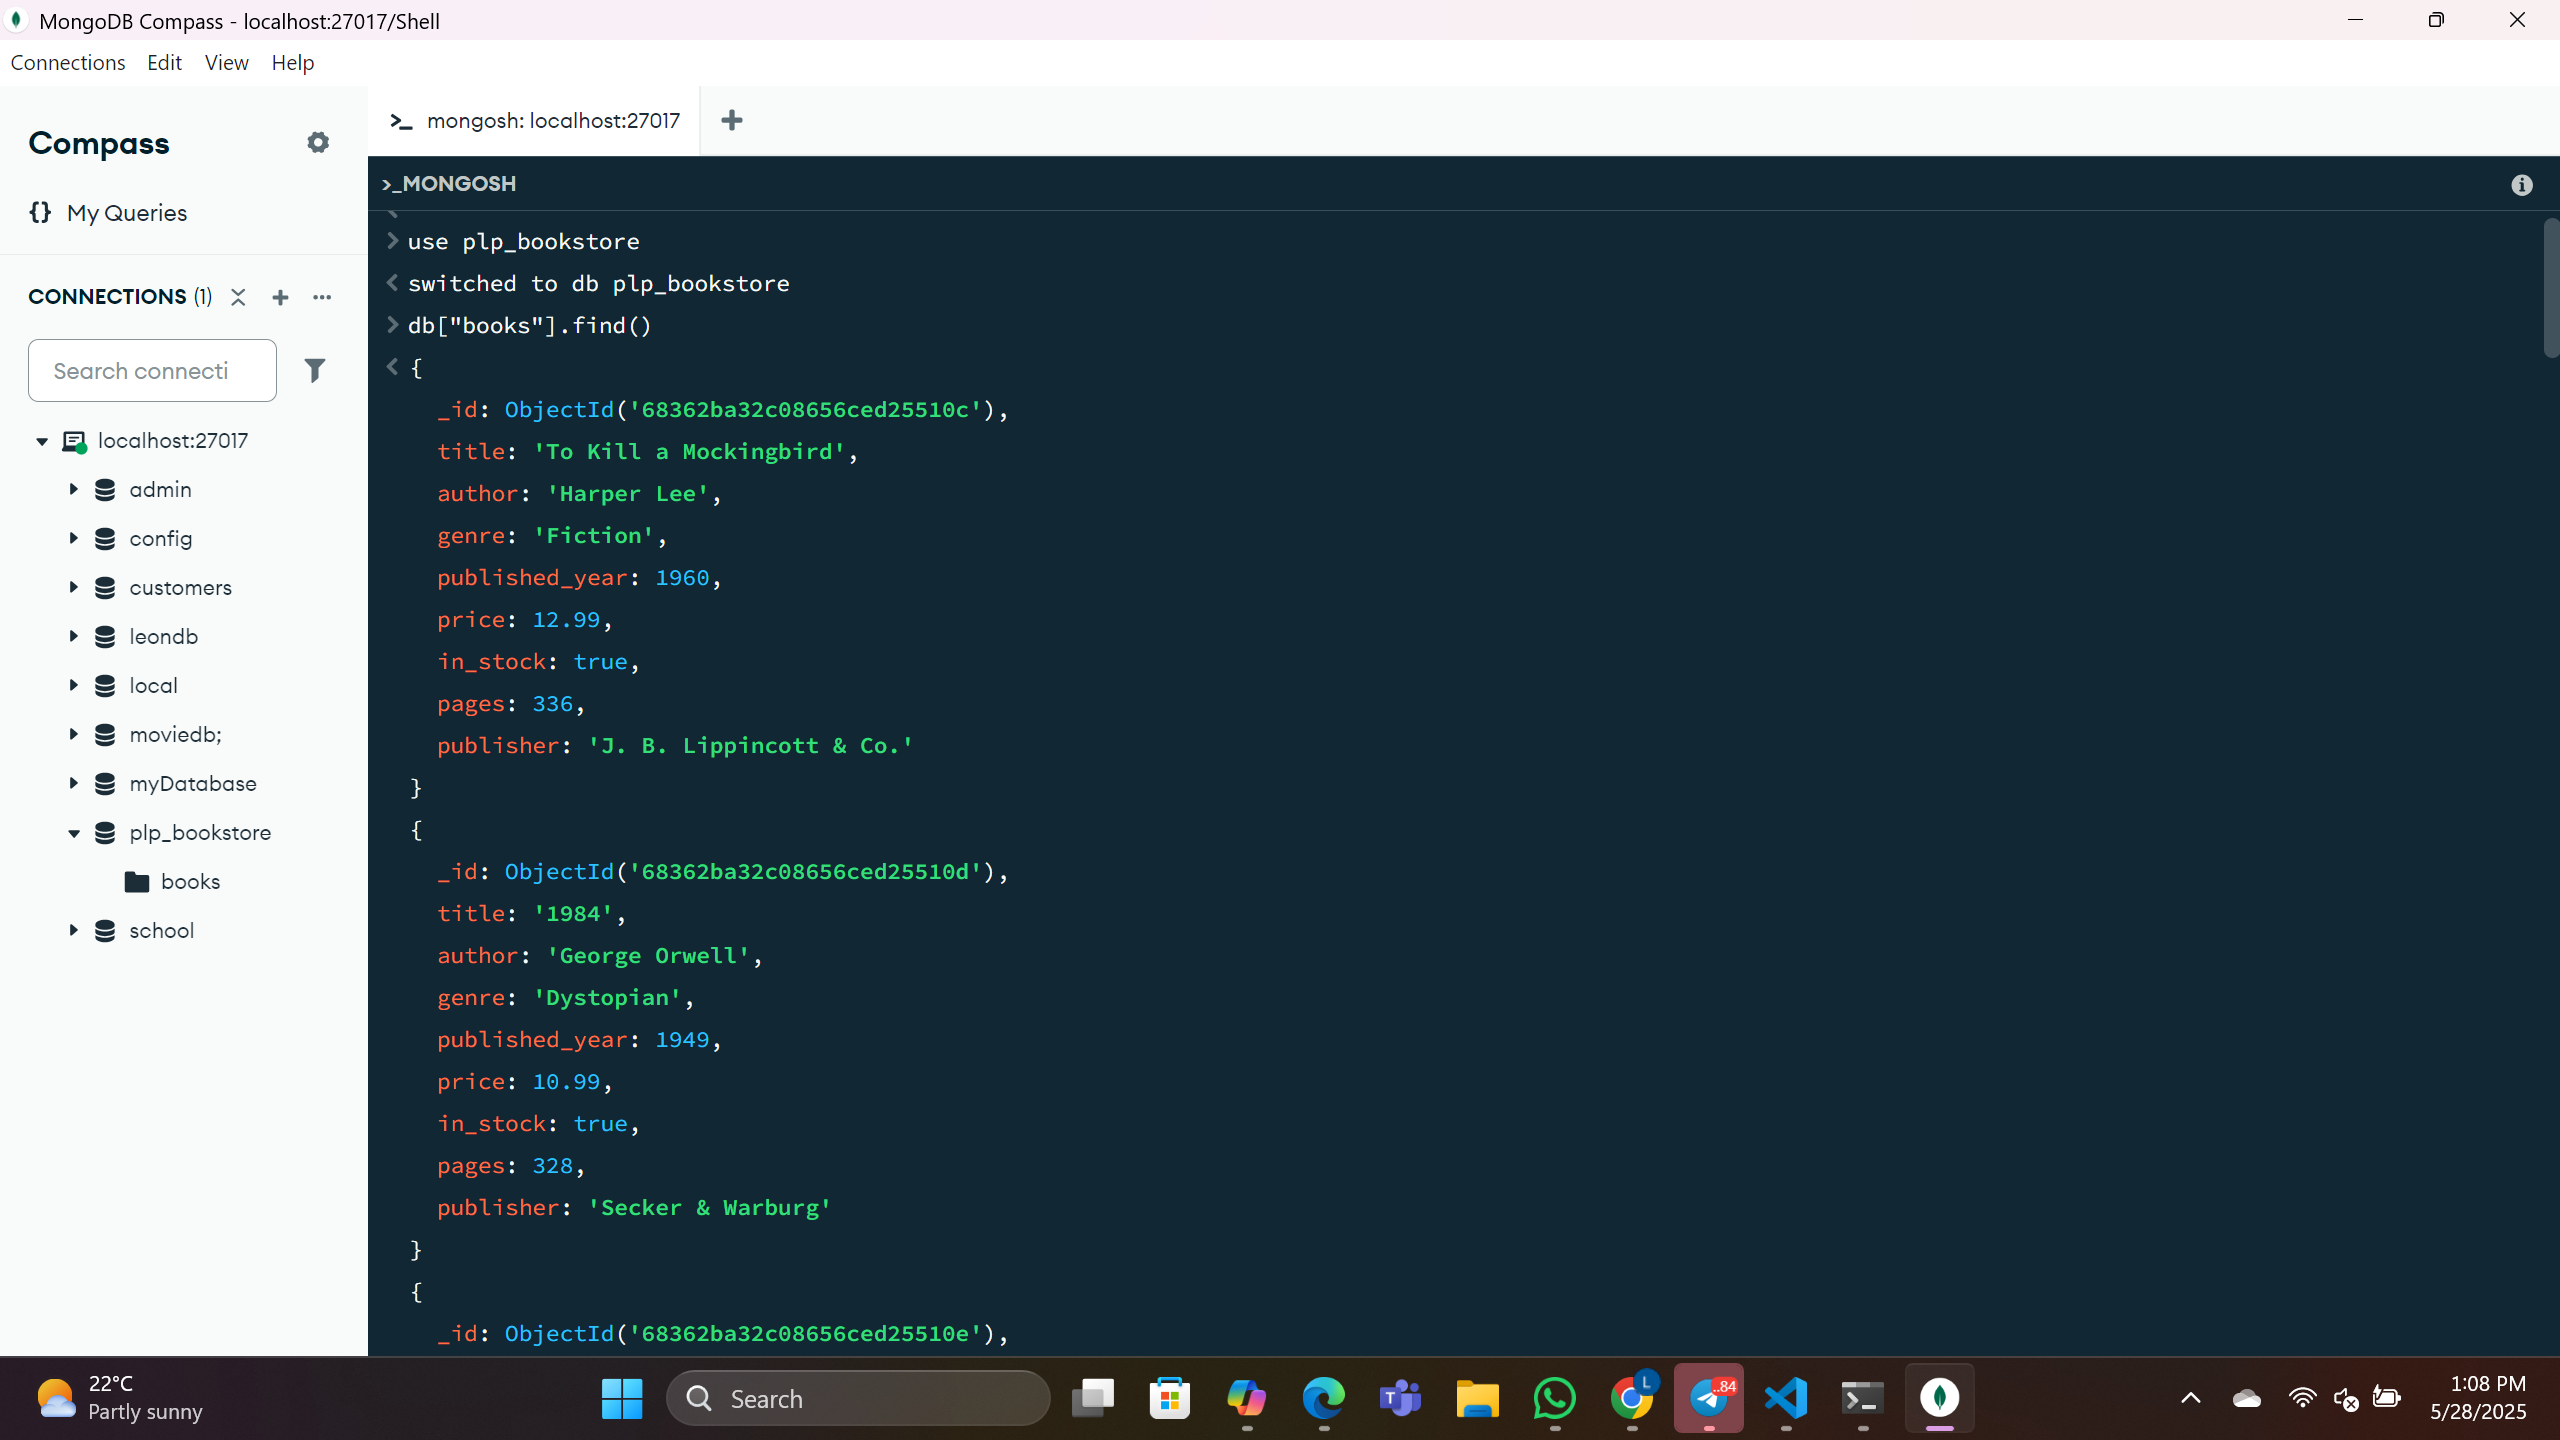 MongoDB Compass - localhost:27017/Shell
Connections Edit View Help
Compass
My Queries
CONNECTIONS (1)
Search connecti
localhost:27017
admin
config
customers
leondb
local
moviedb;
myDatabase
plp_bookstore
books
school
mongosh: localhost:27017
>_MONGOSH
> use plp_bookstore
< switched to db plp_bookstore
> db["books"].find()
< {
_id: ObjectId('68362ba32c08656ced25510c'),
title: 'To Kill a Mockingbird',
author: 'Harper Lee',
genre: 'Fiction',
published_year: 1960,
price: 12.99,
in_stock: true,
pages: 336,
publisher: 'J. B. Lippincott & Co.'
}
{
_id: ObjectId('68362ba32c08656ced25510d'),
title: '1984',
author: 'George Orwell',
genre: 'Dystopian',
published_year: 1949,
price: 10.99,
in_stock: true,
pages: 328,
publisher: 'Secker & Warburg'
}
{
_id: ObjectId('68362ba32c08656ced25510e'),
22°C
Partly sunny
Search
L
..84
1:08 PM
5/28/2025